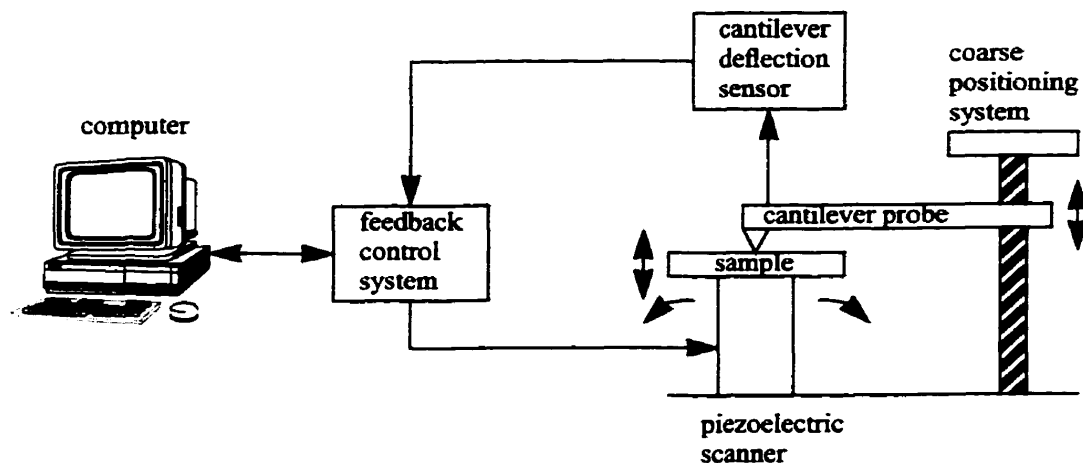 cantilever
deflection
sensor
coarse
positioning
system
computer
feedback
control
system
cantilever probe
sample
piezoelectric
scanner